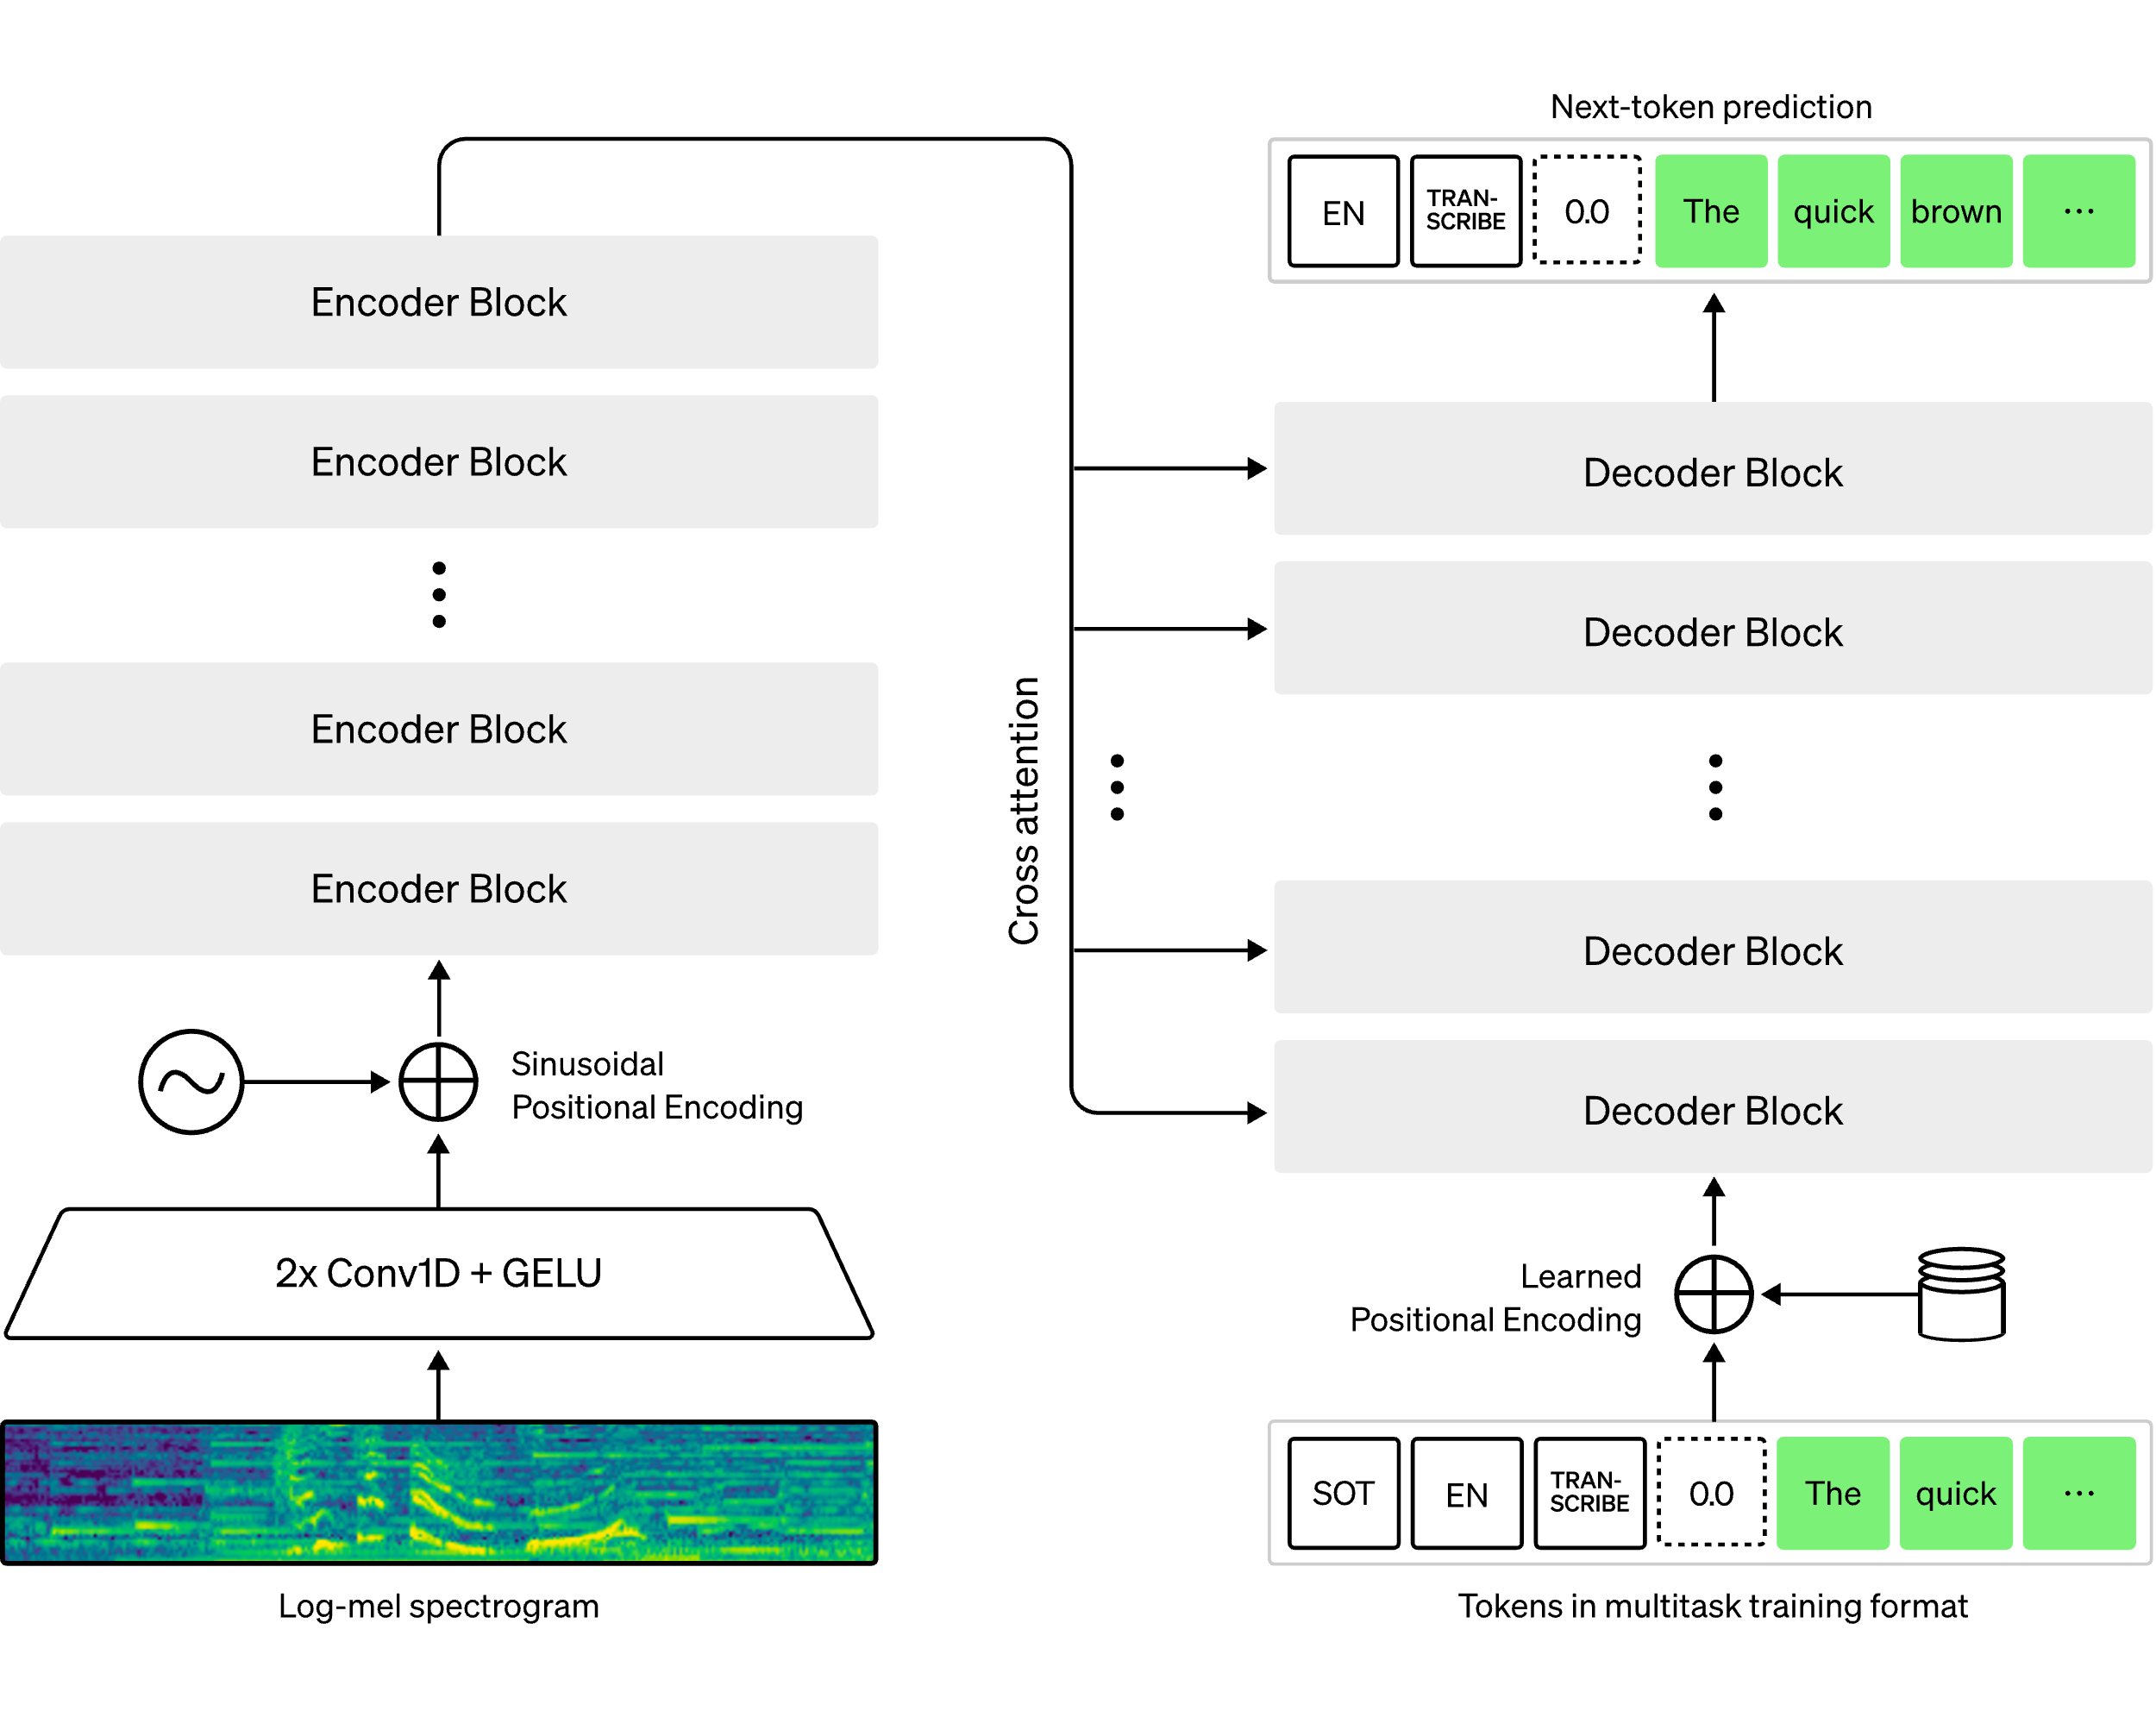 Next-token prediction
EN
TRAN-
SCRIBE
0.0
The
quick
brown
...
Encoder Block
Encoder Block
Encoder Block
Encoder Block
Sinusoidal
Positional Encoding
2x Conv1D + GELU
Log-mel spectrogram
Cross attention
Decoder Block
Decoder Block
Decoder Block
Decoder Block
Learned
Positional Encoding
SOT
EN
TRAN-
SCRIBE
0.0
The
quick
...
Tokens in multitask training format